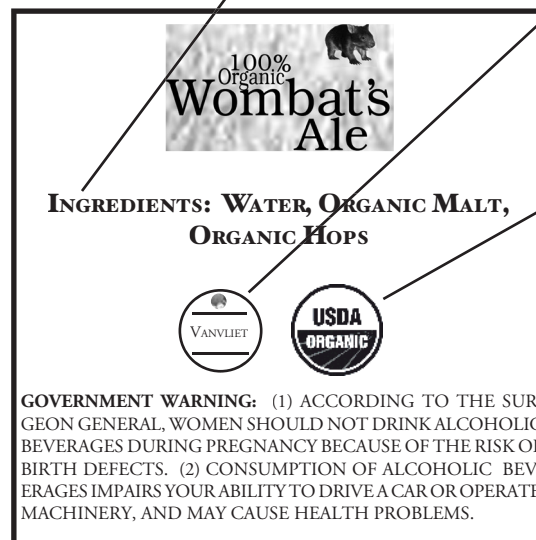 100%
Organic
Wombat's
Ale
INGREDIENTS: WATER, ORGANIC MALT,
ORGANIC HOPS
VANVLIET
USDA
ORGANIC
GOVERNMENT WARNING: (1) ACCORDING TO THE SUR
GEON GENERAL, WOMEN SHOULD NOT DRINK ALCOHOLIC
BEVERAGES DURING PREGNANCY BECAUSE OF THE RISK OF
BIRTH DEFECTS. (2) CONSUMPTION OF ALCOHOLIC BEV
ERAGES IMPAIRS YOUR ABILITY TO DRIVE A CAR OR OPERATE
MACHINERY, AND MAY CAUSE HEALTH PROBLEMS.